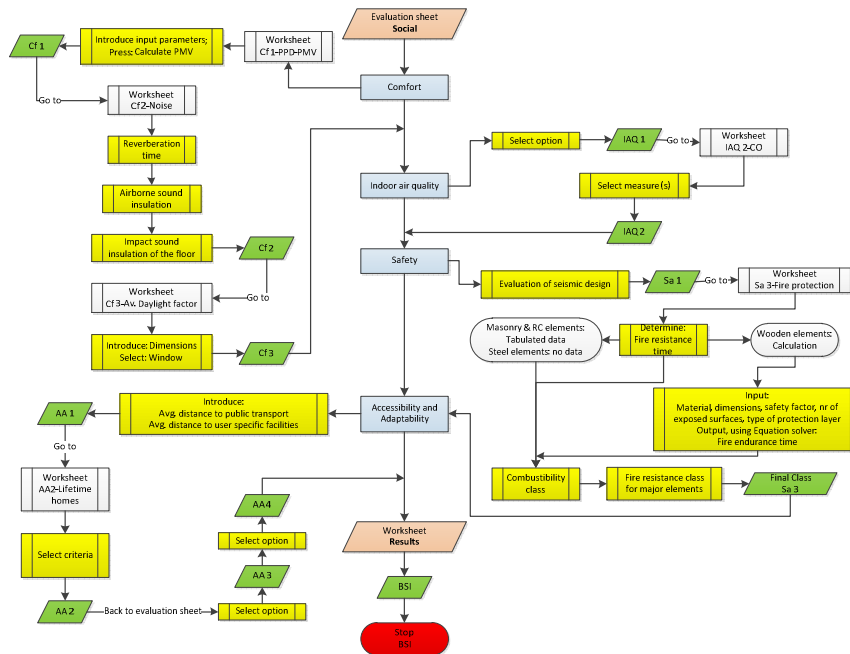 Evaluation sheet
Social
Cf 1
Introduce input parameters;
Press: Calculate PMV
Worksheet
Cf 1-PPD-PMV
Comfort
Go to
Worksheet
Cf2-Noise
Reverberation
time
Airborne sound
insulation
Impact sound
insulation of the floor
Cf 2
Go to
Worksheet
Cf 3-Av. Daylight factor
Introduce: Dimensions
Select: Window
Cf 3
Select option
IAQ 1
Go to
Worksheet
IAQ 2-CO
Indoor air quality
Select measure(s)
IAQ 2
Safety
Evaluation of seismic design
Sa 1
Go to
Worksheet
Sa 3-Fire protection
Masonry & RC elements:
Tabulated data
Steel elements: no data
Determine:
Fire resistance
time
Wooden elements:
Calculation
Input:
Material, dimensions, safety factor, nr of
exposed surfaces, type of protection layer
Output, using Equation solver:
Fire endurance time
Combustibility
class
Fire resistance class
for major elements
Final Class
Sa 3
Accessibility and
Adaptability
Introduce:
Avg. distance to public transport
Avg. distance to user specific facilities
AA 1
Go to
Worksheet
AA2-Lifetime
homes
Select criteria
AA 2
Back to evaluation sheet
Select option
AA 3
Select option
AA4
Worksheet
Results
BSI
Stop
BSI